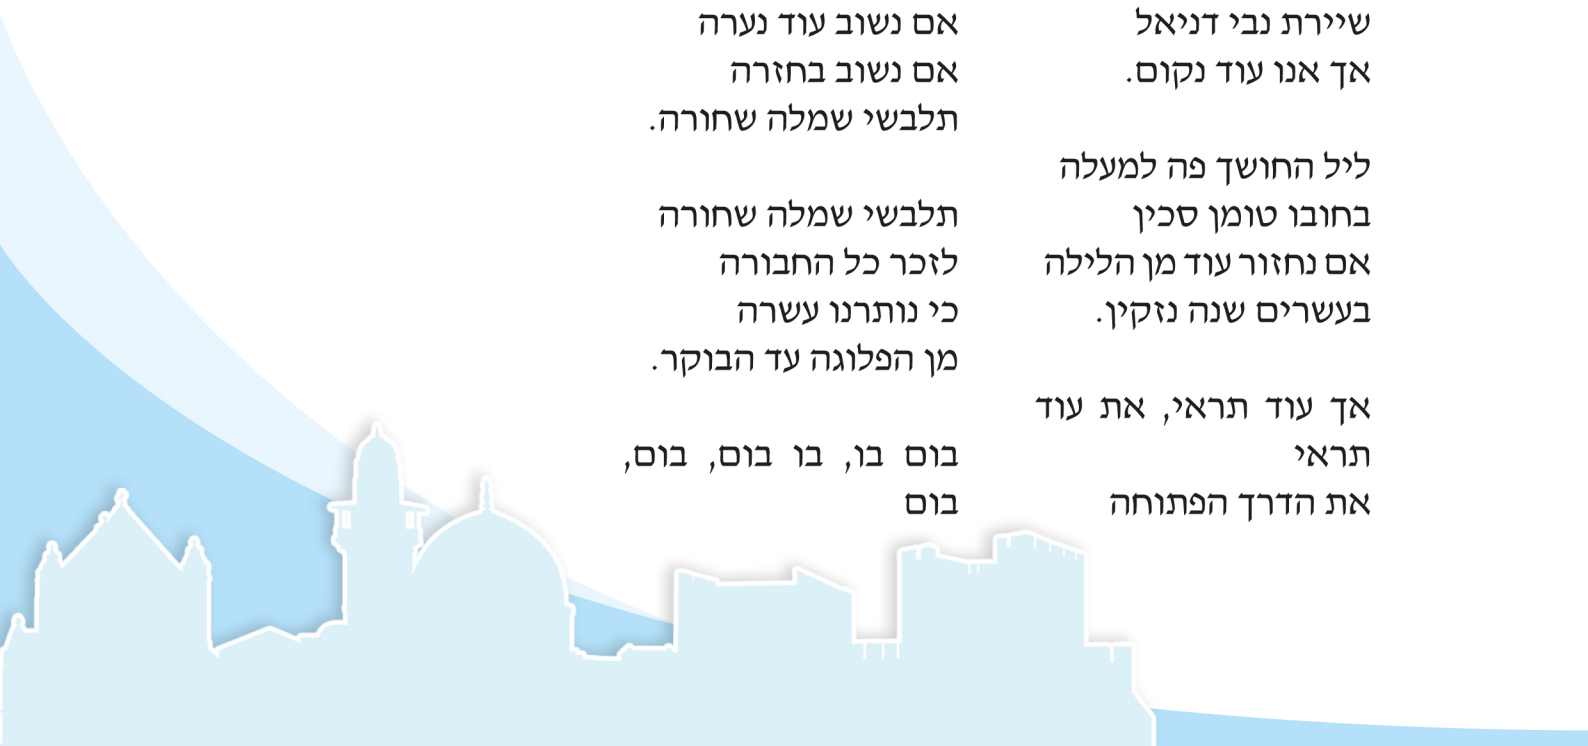 שיירת נבי דניאל
אך אנו עוד נקום.

ליל החושך פה למעלה
בחובו טומן סכין
אם נחזור עוד מן הלילה
בעשרים שנה נזקין.

אך עוד תראי, את עוד
תראי
את הדרך הפתוחה

אם נשוב עוד נערה
אם נשוב בחזרה
תלבשי שמלה שחורה.

תלבשי שמלה שחורה
לזכר כל החבורה
כי נותרנו עשרה
מן הפלוגה עד הבוקר.

בום בו, בו בום, בום,
בום